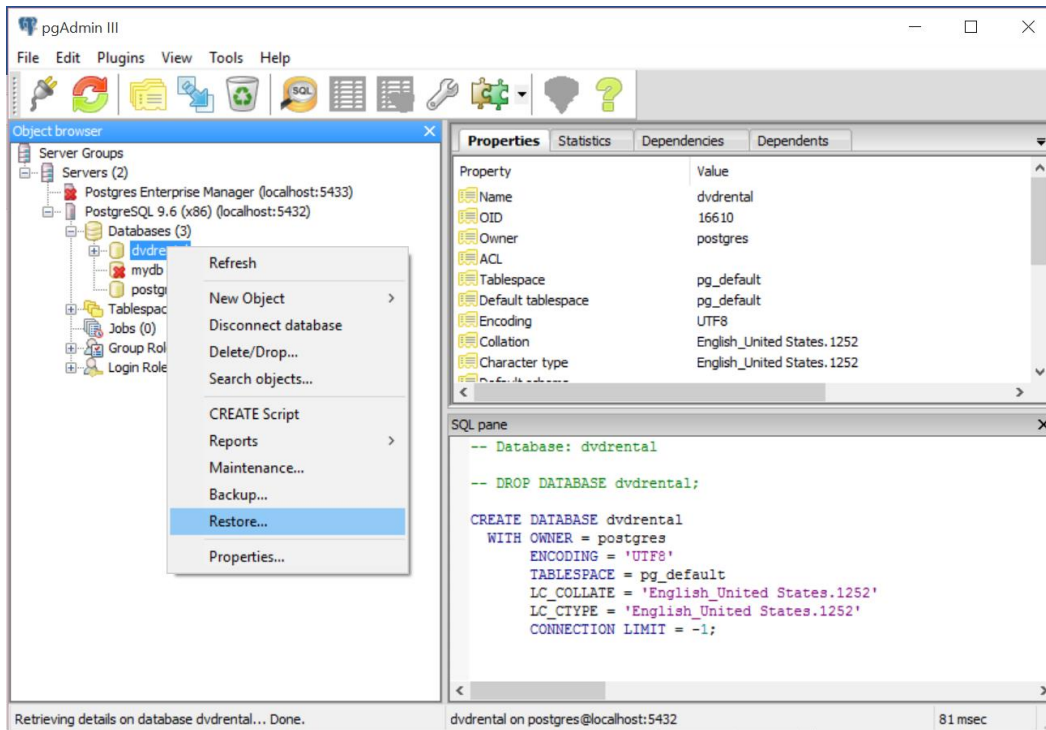 pgAdmin III
File Edit Plugins View Tools Help
SQL
Object browser
Server Groups
Servers (2)
Postgres Enterprise Manager (localhost:5433)
PostgreSQL 9.6 (x86) (localhost:5432)
Databases (3)
mydb
Jobs (0)
Refresh
New Object
Disconnect database
Delete/Drop...
Search objects...
CREATE Script
Reports
Maintenance...
Backup...
Restore...
Properties...
Properties Statistics Dependencies Dependents
Property Value
Name dvdrental
OID 16610
Owner postgres
ACL
Tablespace pg_default
Default tablespace pg_default
Encoding UTF8
Collation English_United States.1252
Character type English_United States.1252
SQL pane
-- Database: dvdrental
-- DROP DATABASE dvdrental;
CREATE DATABASE dvdrental
WITH OWNER = postgres
ENCODING = 'UTF8'
TABLESPACE = pg_default
LC_COLLATE = 'English_United States.1252'
LC_CTYPE = 'English_United States.1252'
CONNECTION LIMIT = -1;
Retrieving details on database dvdrental... Done.
dvdrental on postgres@localhost:5432
81 msec